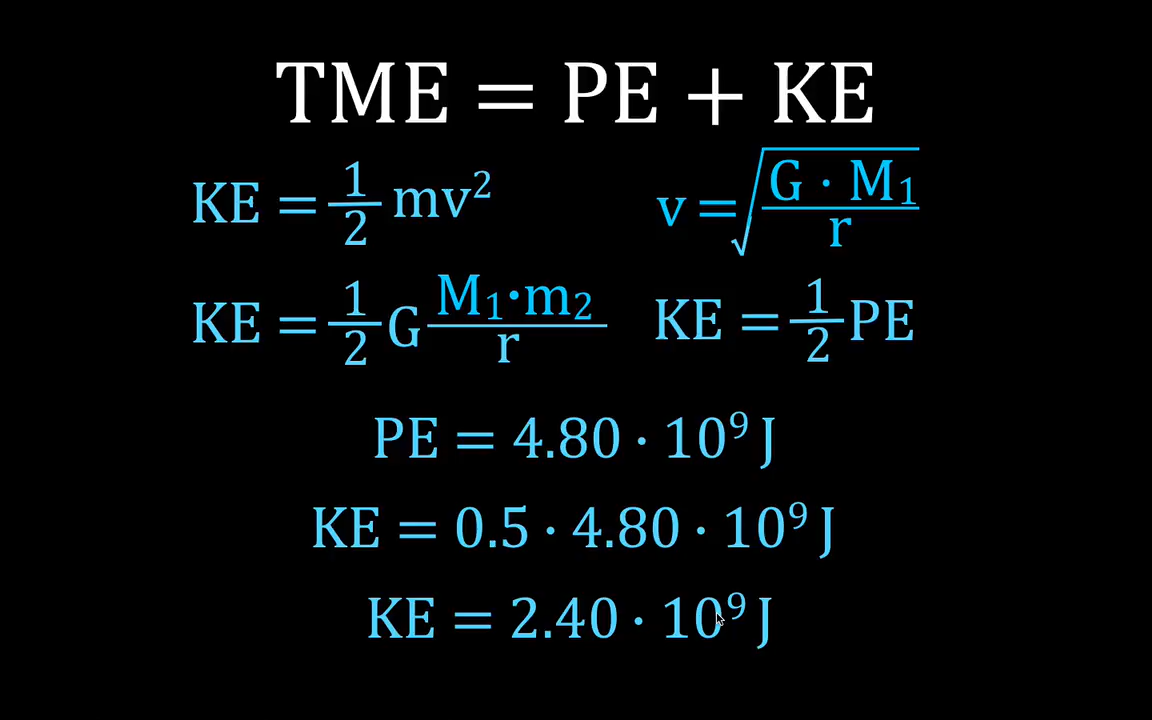 TME = PE + KE
KE = 1/2 mv²
v = √(G · M₁ / r)
KE = 1/2 G M₁·m₂ / r
KE = 1/2 PE
PE = 4.80 · 10⁹ J
KE = 0.5 · 4.80 · 10⁹ J
KE = 2.40 · 10⁹ J